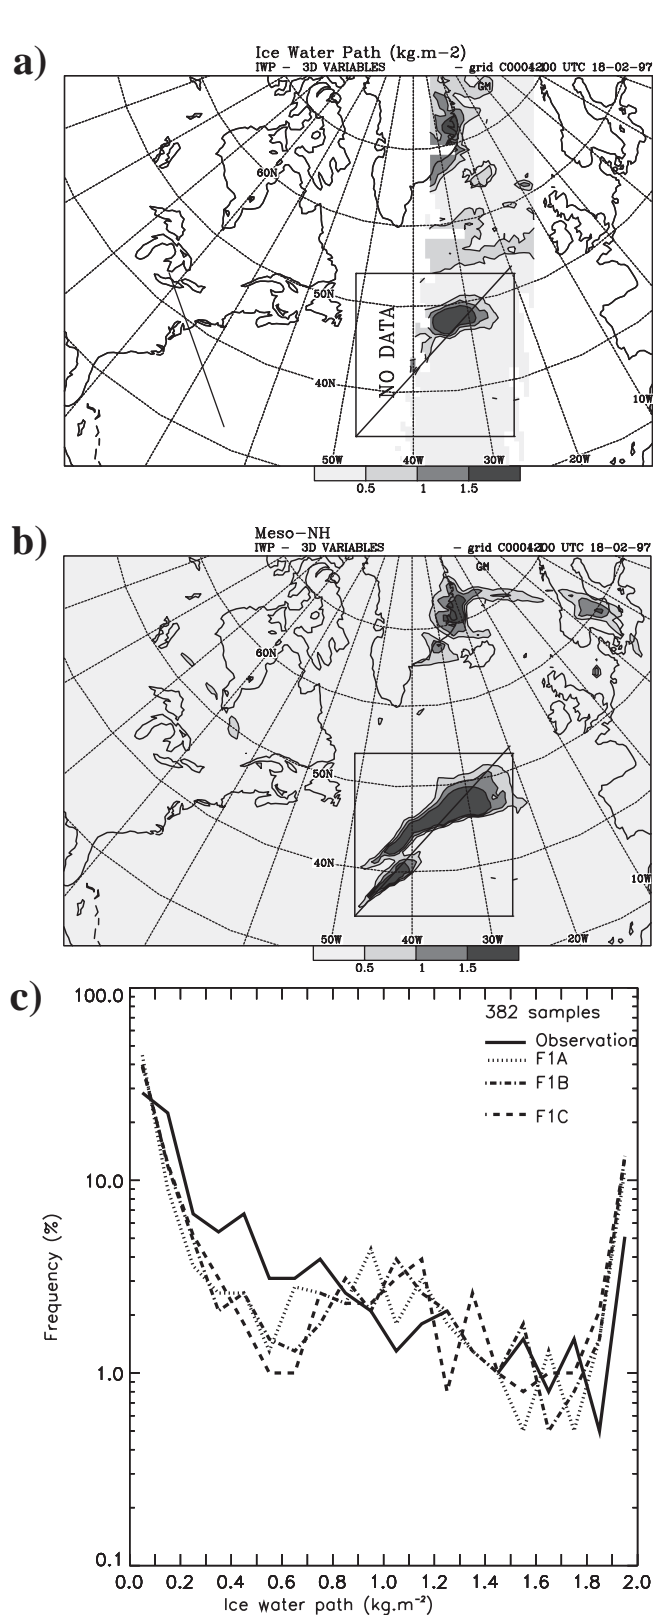 a)
Ice Water Path (kg.m-2)
IWP - 3D VARIABLES - grid C0004200 UTC 18-02-97
GM
60N
50N
NO DATA
40N
10W
50W 40W 30W 20W
0.5 1 1.5
b)
Meso-NH
IWP - 3D VARIABLES - grid UTC 18-02-97
GM
60N
50N
40N
10W
50W 40W 30W 20W
0.5 1 1.5
c)
100.0
382 samples
Observation
F1A
F1B
F1C
10.0
Frequency (%)
1.0
0.1
0.0 0.2 0.4 0.6 0.8 1.0 1.2 1.4 1.6 1.8 2.0
Ice water path (kg.m⁻²)